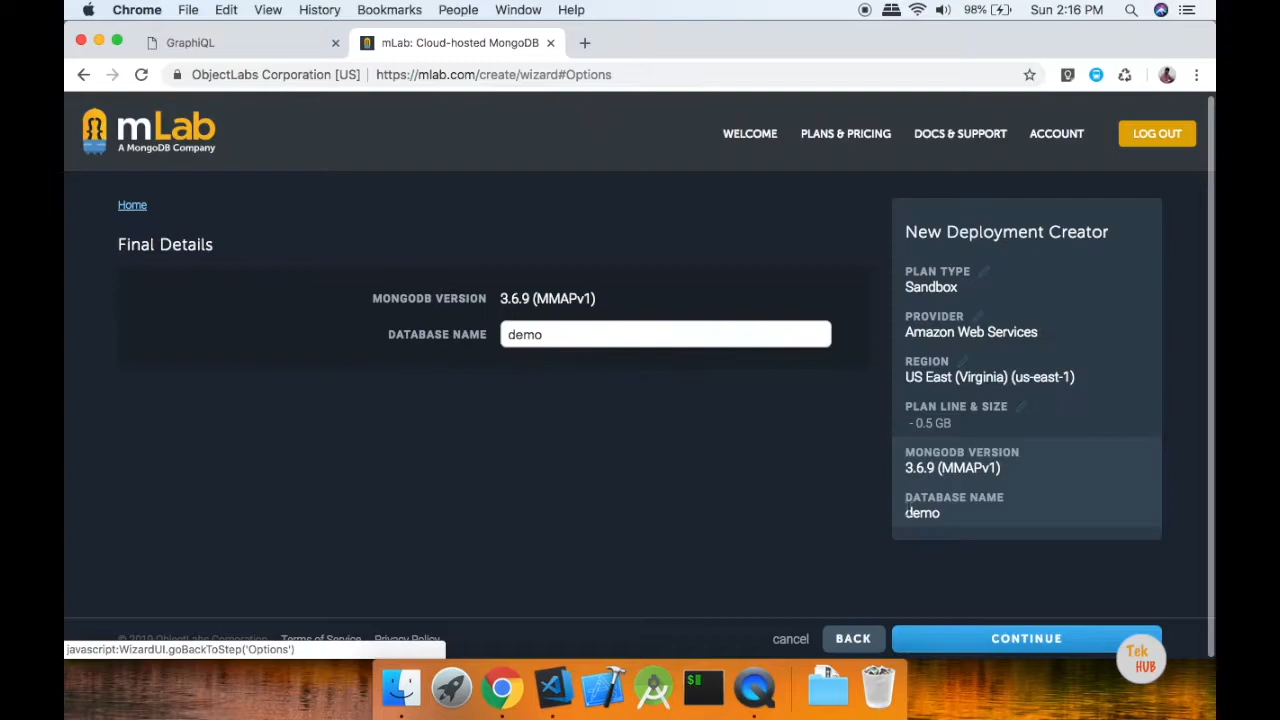 Chrome File Edit View History Bookmarks People Window Help 98% Sun 2:16 PM
GraphiQL mLab: Cloud-hosted MongoDB
ObjectLabs Corporation [US] https://mlab.com/create/wizard#Options
mLab
A MongoDB Company
WELCOME PLANS & PRICING DOCS & SUPPORT ACCOUNT LOG OUT
Home
Final Details
MONGODB VERSION 3.6.9 (MMAPv1)
DATABASE NAME demo
New Deployment Creator
PLAN TYPE
Sandbox
PROVIDER
Amazon Web Services
REGION
US East (Virginia) (us-east-1)
PLAN LINE & SIZE
- 0.5 GB
MONGODB VERSION
3.6.9 (MMAPv1)
DATABASE NAME
demo
© 2019 ObjectLabs Corporation Terms of Service Privacy Policy
cancel BACK CONTINUE
javascript:WizardUI.goBackToStep('Options')
Tek
HUB